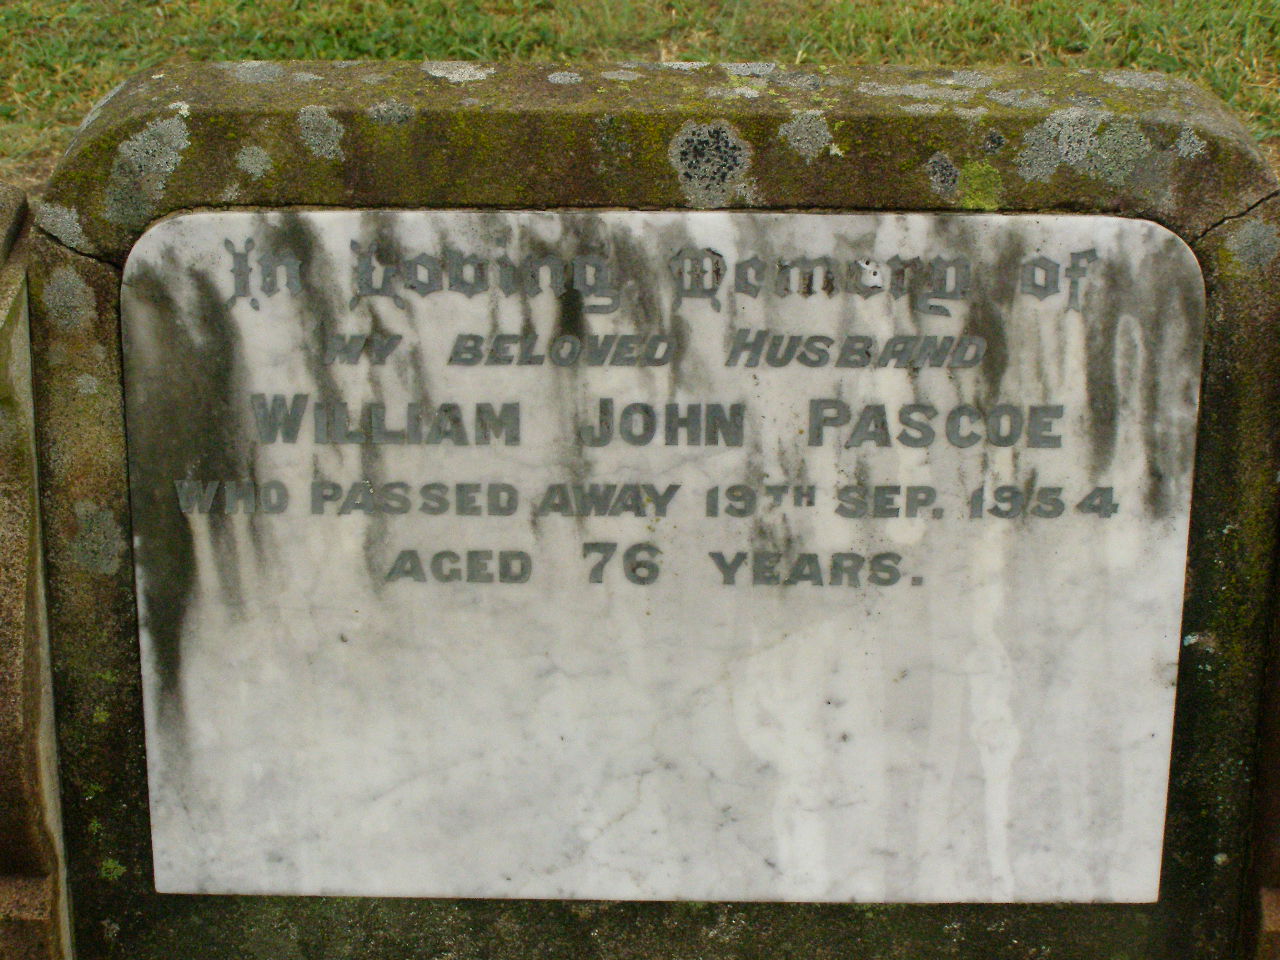 In Loving Memory of
MY BELOVED HUSBAND
WILLIAM JOHN PASCOE
WHO PASSED AWAY 19TH SEP. 1954
AGED 76 YEARS.